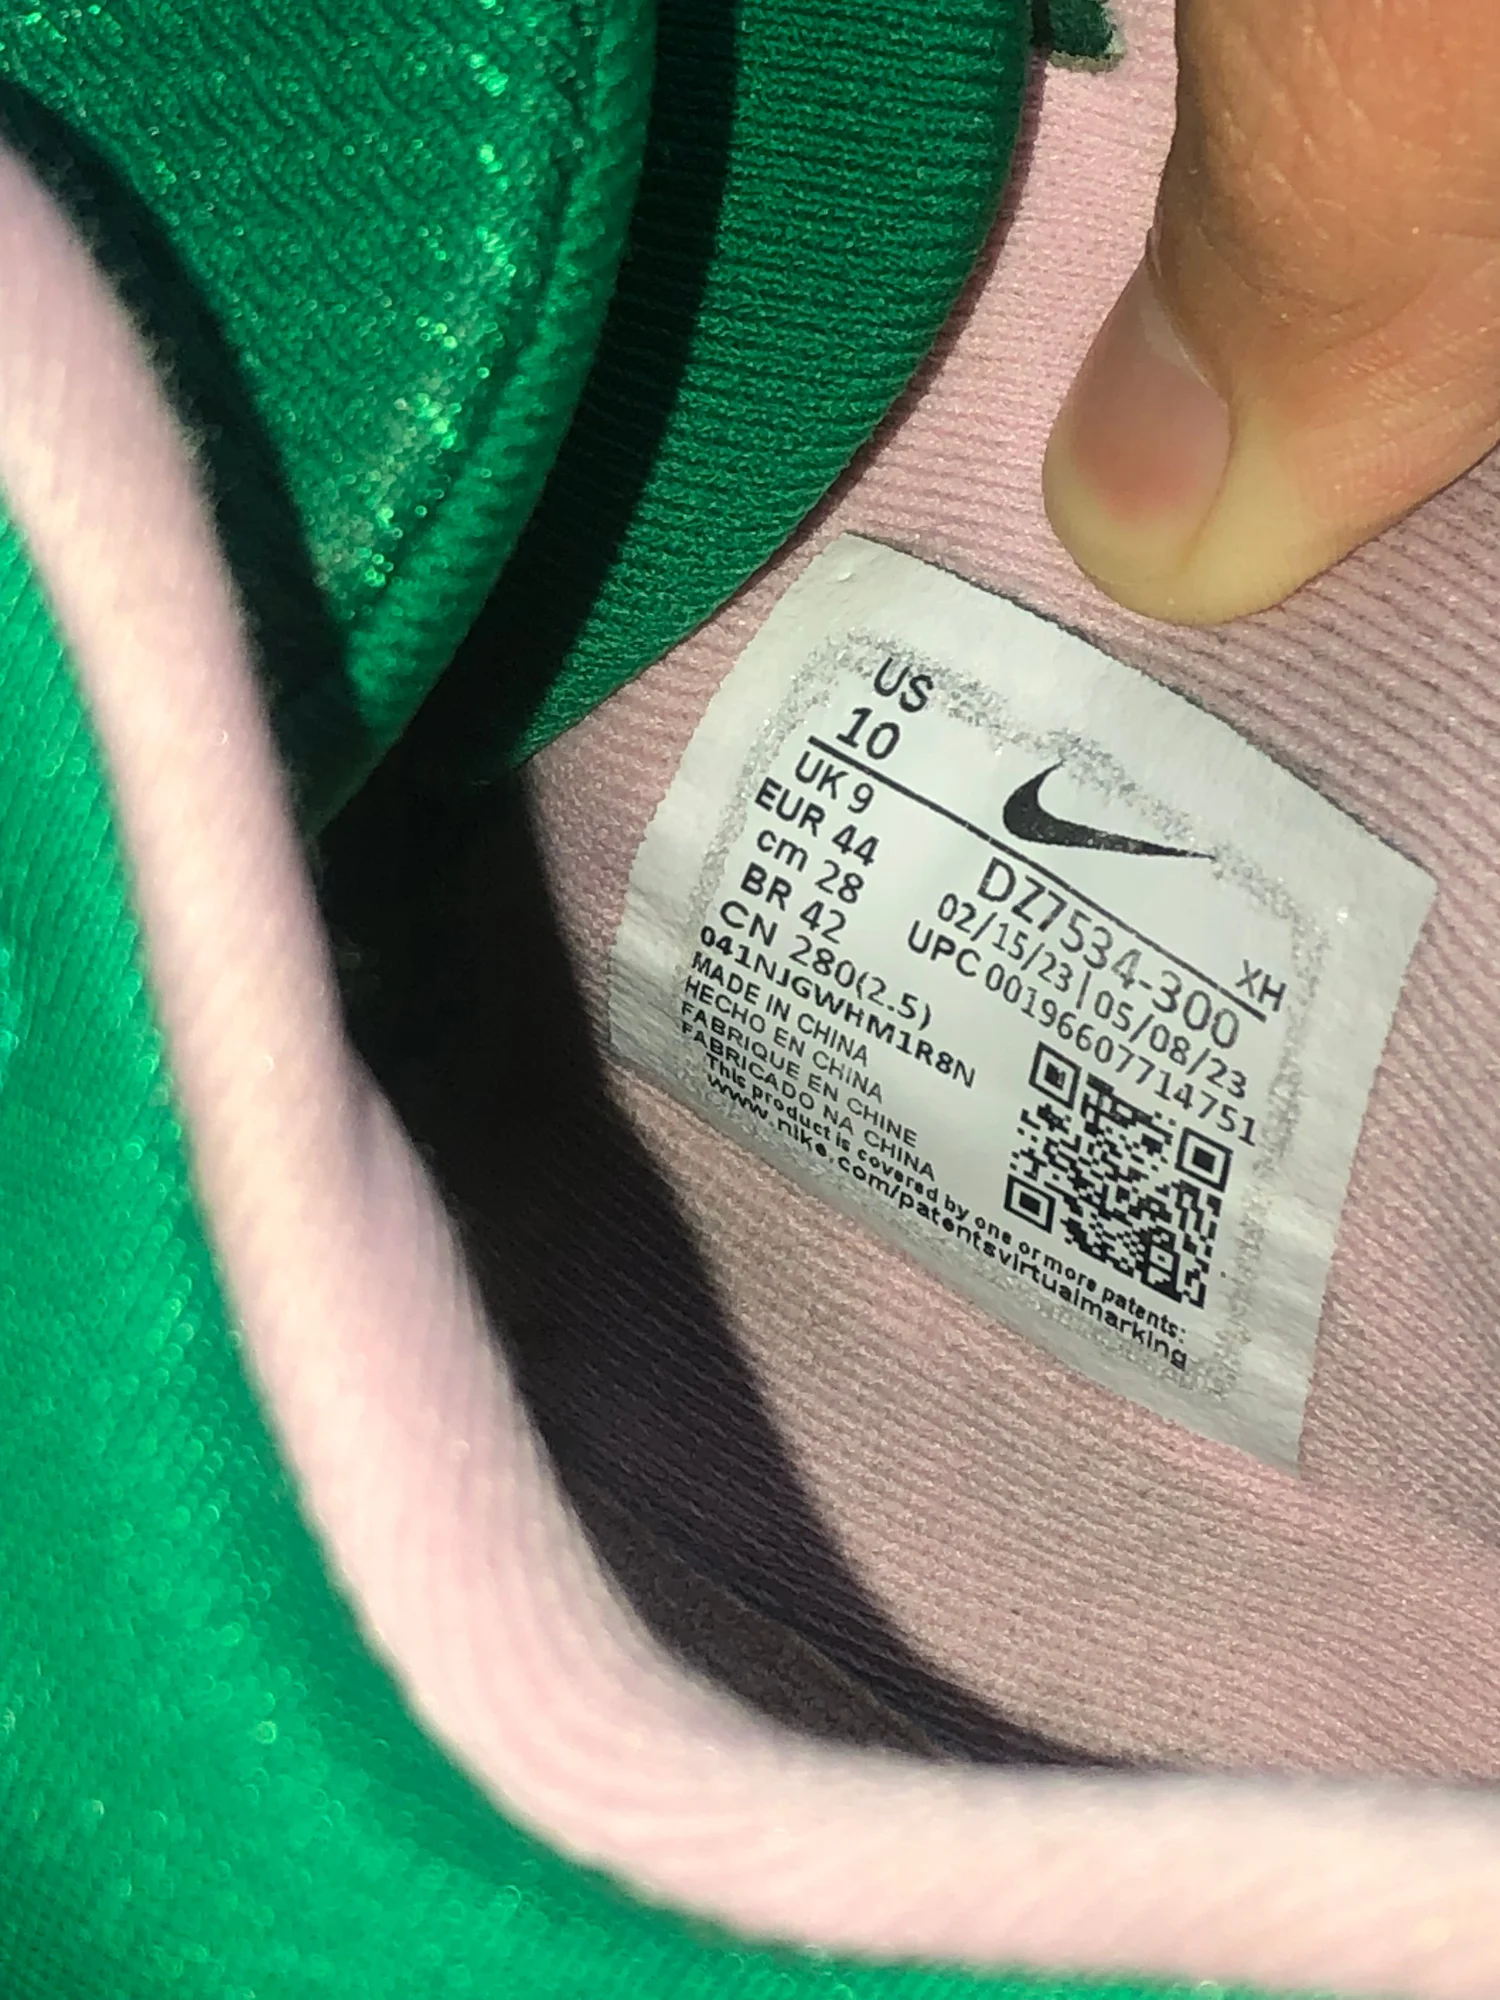 US
10
UK 9
EUR 44
cm 28
BR 42
CN 280(2.5)
XH
DZ7534-300
02/15/23 | 05/08/23
UPC 00196607714751
041NJGWHM1R8N
MADE IN CHINA
HECHO EN CHINA
FABRIQUE EN CHINE
FABRICADO NA CHINA
This product is covered by one or more patents:
www.nike.com/patentsvirtualmarking